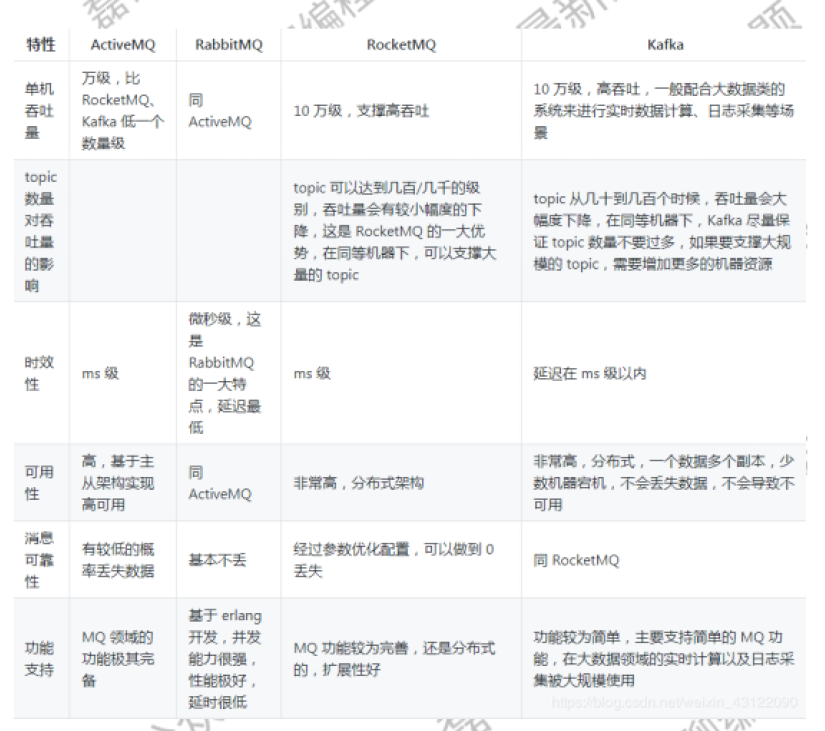 特性 ActiveMQ RabbitMQ RocketMQ Kafka
单机
吞吐
量
万级，比
RocketMQ、
Kafka 低一个
数量级
同
ActiveMQ
10 万级，支撑高吞吐
10 万级，高吞吐，一般配合大数据类的
系统来进行实时数据计算、日志采集等场
景
topic
数量
对吞
吐量
的影
响
topic 可以达到几百/几千的级
别，吞吐量会有较小幅度的下
降，这是 RocketMQ 的一大优
势，在同等机器下，可以支撑大
量的 topic
topic 从几十到几百个时候，吞吐量会大
幅度下降，在同等机器下，Kafka 尽量保
证 topic 数量不要过多，如果要支撑大规
模的 topic，需要增加更多的机器资源
时效
性
ms 级
微秒级，这
是
RabbitMQ
的一大特
点，延迟最
低
ms 级
延迟在 ms 级以内
可用
性
高，基于主
从架构实现
高可用
同
ActiveMQ
非常高，分布式架构
非常高，分布式，一个数据多个副本，少
数机器宕机，不会丢失数据，不会导致不
可用
消息
可靠
性
有较低的概
率丢失数据
基本不丢
经过参数优化配置，可以做到 0
丢失
同 RocketMQ
功能
支持
MQ 领域的
功能极其完
备
基于 erlang
开发，并发
能力很强，
性能极好，
延时很低
MQ 功能较为完善，还是分布式
的，扩展性好
功能较为简单，主要支持简单的 MQ 功
能，在大数据领域的实时计算以及日志采
集被大规模使用
https://blog.csdn.net/weixin_43122090